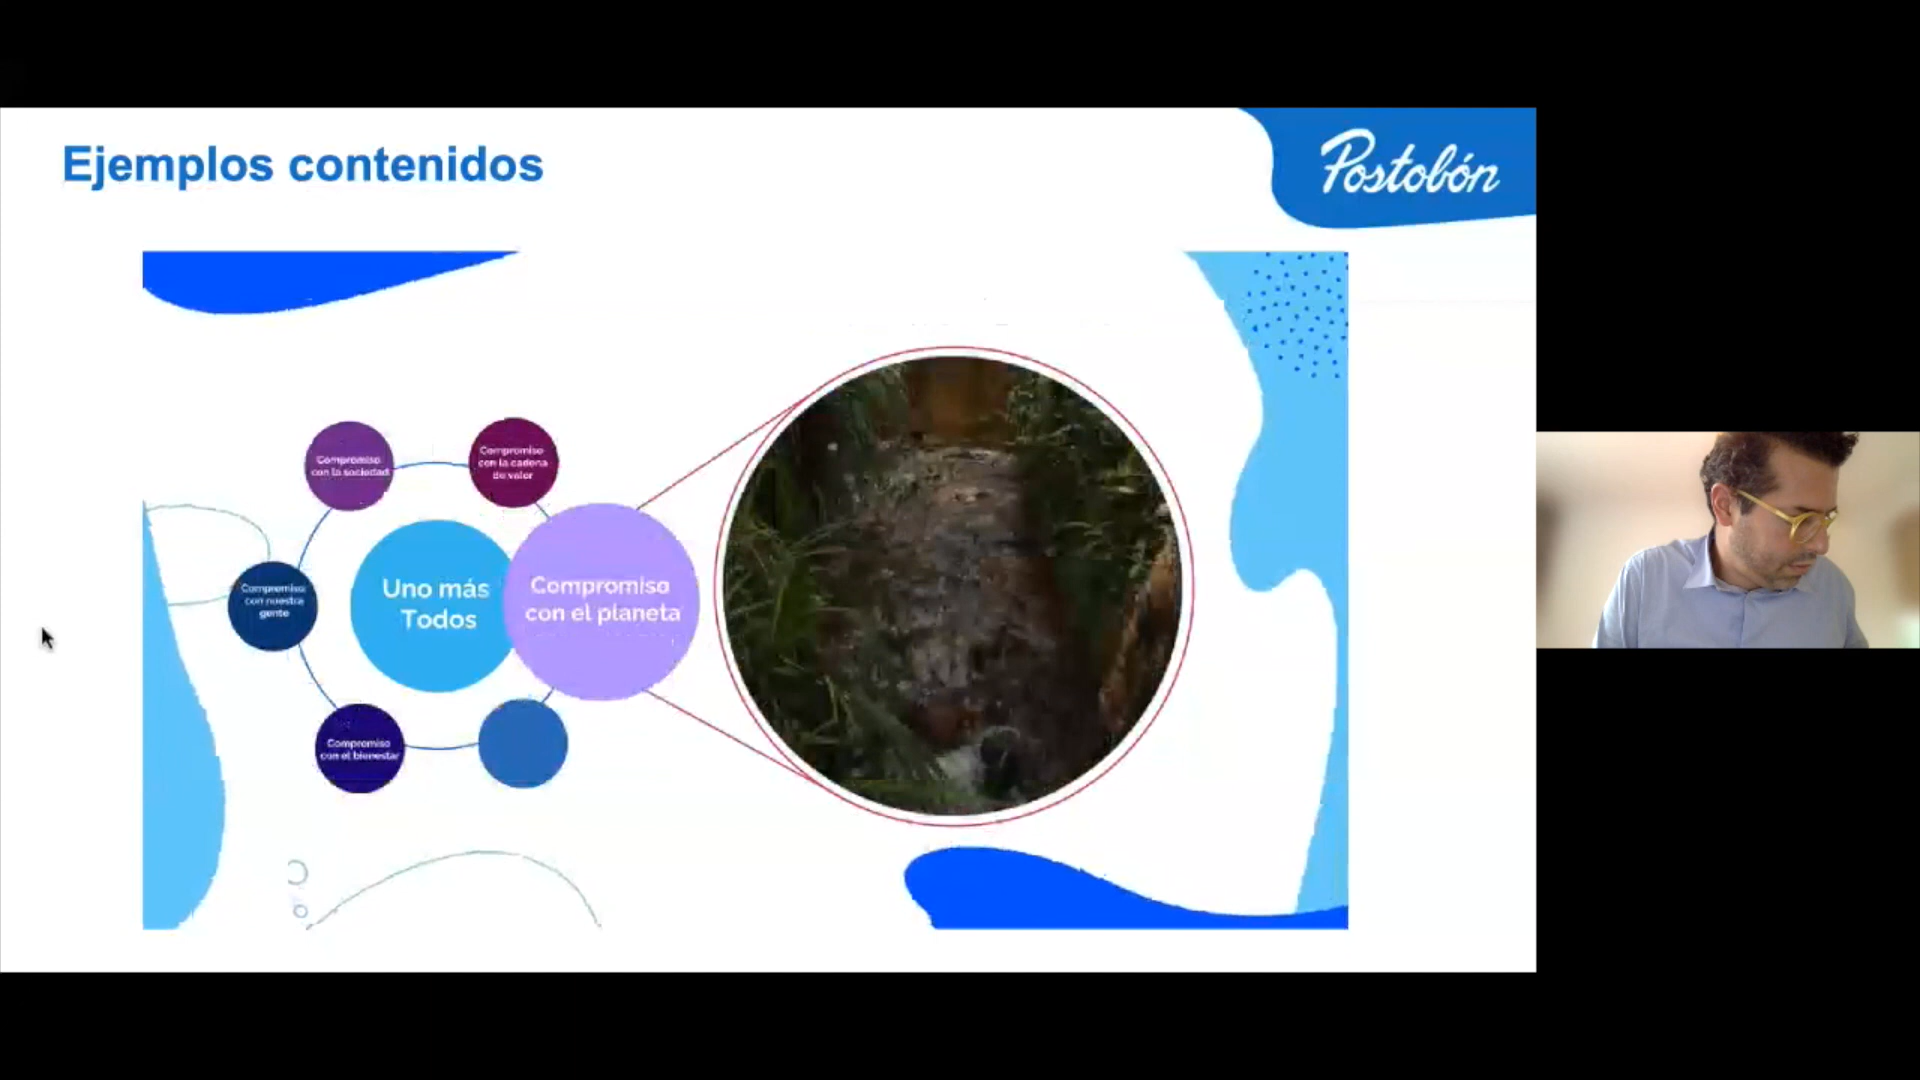 Ejemplos contenidos
Postobón
Compromiso
con la sociedad
Compromiso
con la cadena
de valor
Uno más
Todos
Compromiso
con el planeta
Compromiso
con nuestra
gente
Compromiso
con el bienestar